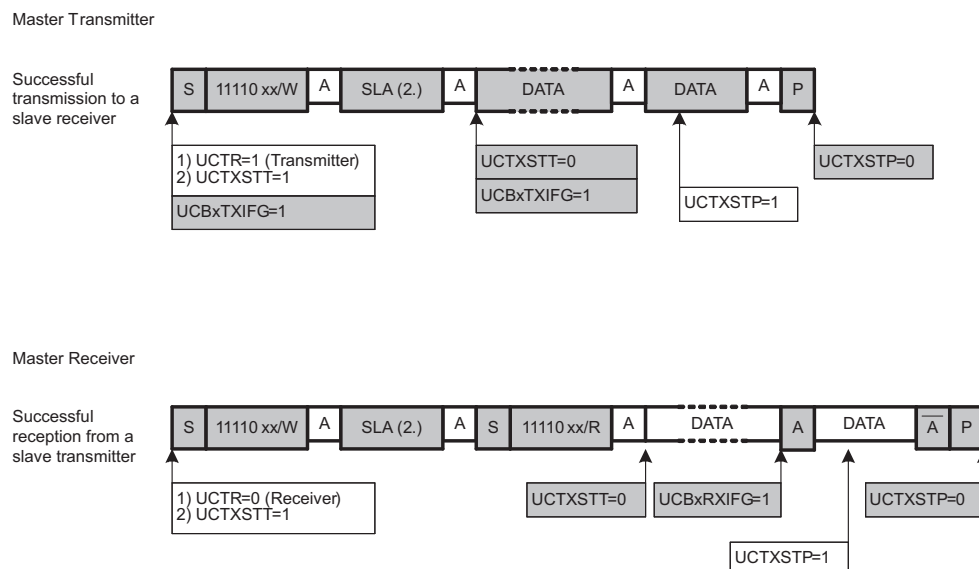 Master Transmitter
Successful
transmission to a
slave receiver
S 11110 xx/W A SLA (2.) A DATA A DATA A P
1) UCTR=1 (Transmitter)
2) UCTXSTT=1
UCBxTXIFG=1
UCTXSTT=0
UCBxTXIFG=1
UCTXSTP=1
UCTXSTP=0
Master Receiver
Successful
reception from a
slave transmitter
S 11110 xx/W A SLA (2.) A S 11110 xx/R A DATA A DATA A̅ P
1) UCTR=0 (Receiver)
2) UCTXSTT=1
UCTXSTT=0
UCBxRXIFG=1
UCTXSTP=1
UCTXSTP=0